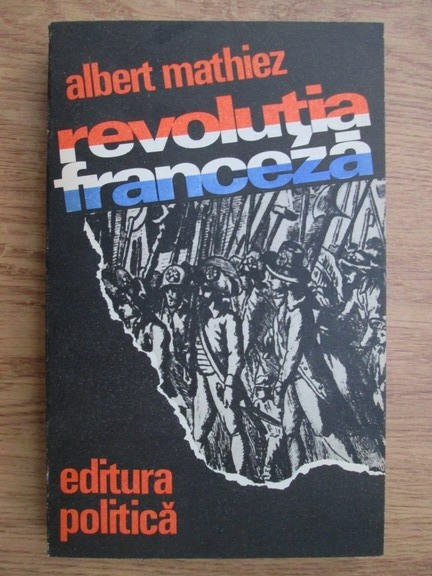 albert mathiez
revoluția
franceză
editura
politică